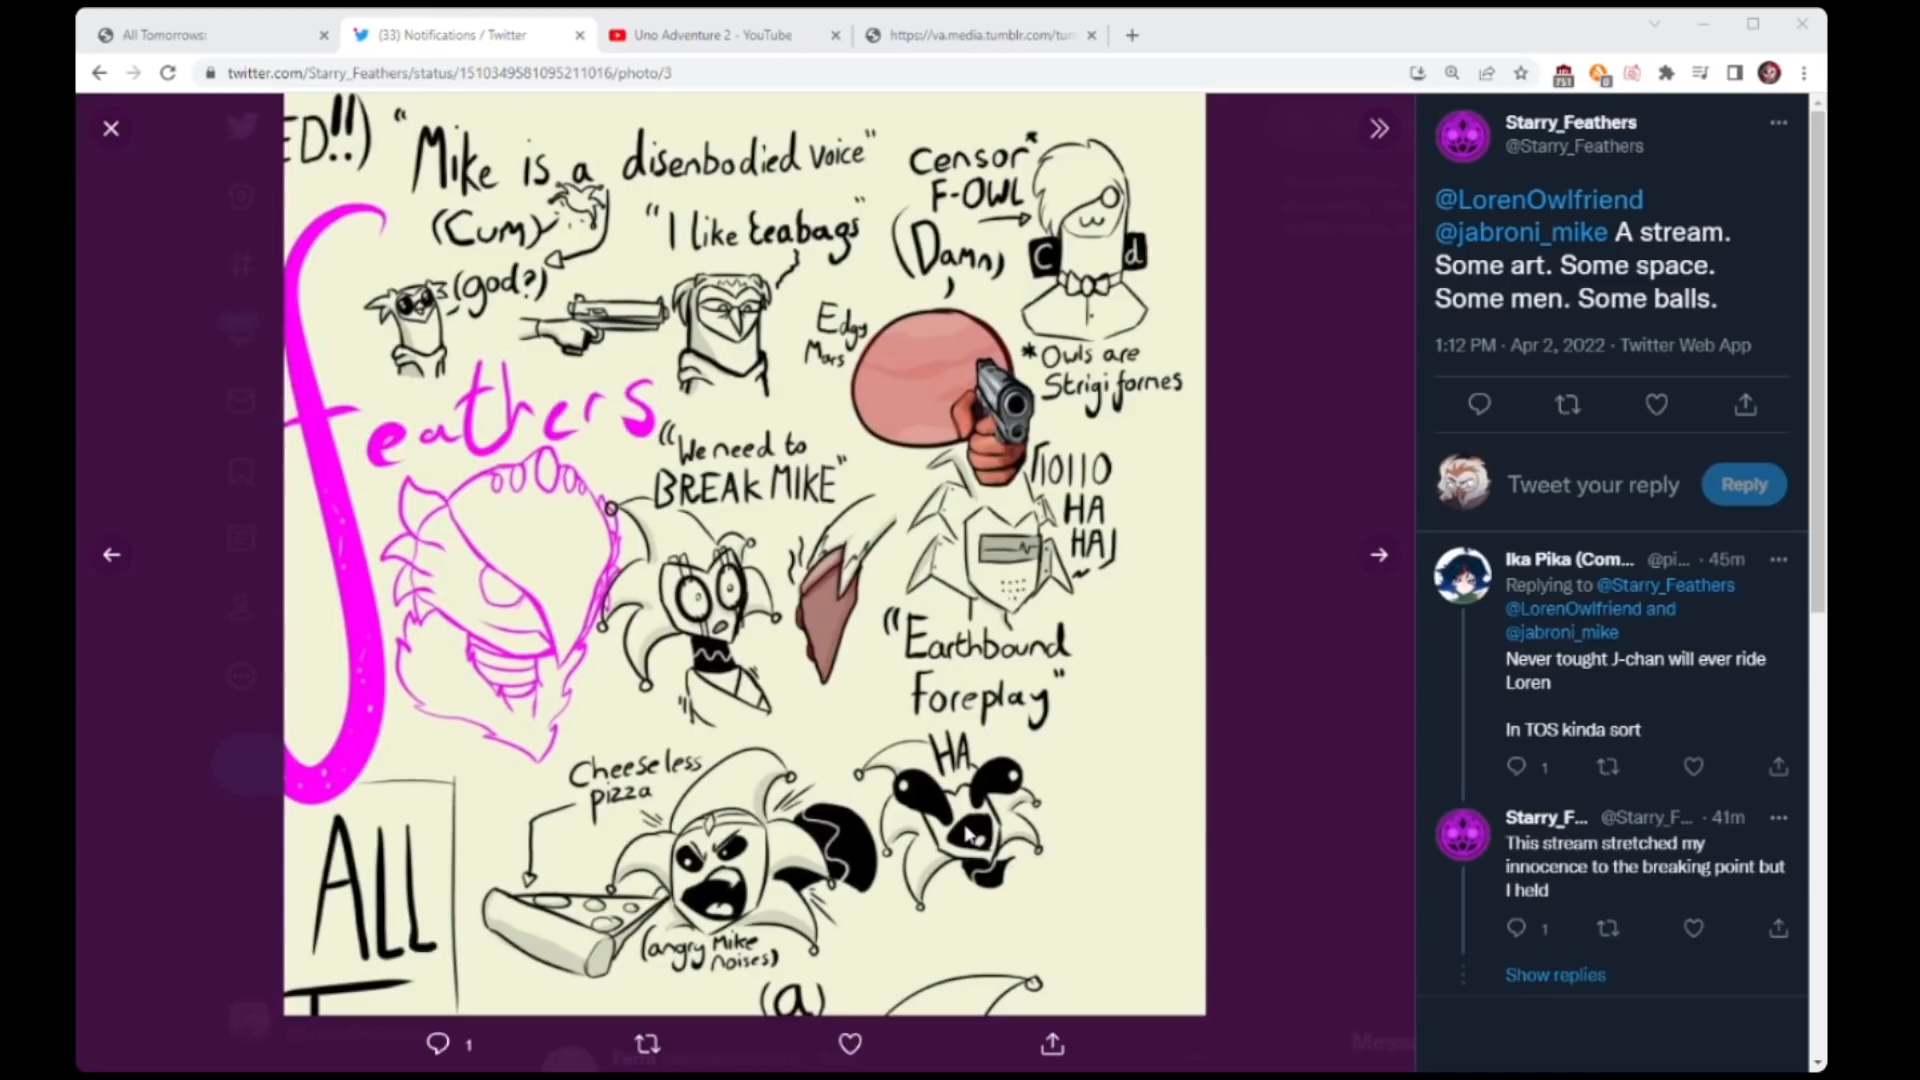 All Tomorrows:
(33) Notifications / Twitter
Uno Adventure 2 - YouTube
https://va.media.tumblr.com/tum
twitter.com/Starry_Feathers/status/1510349581095211016/photo/3
751
0
ED!!)
"Mike is a disenbodied voice"
(Cum)
(god?)
"I like teabags"
Censor*
F-OWL
(Damn)
C
d
Edgy
Mars
*Owls are
Strigiformes
feathers
"We need to
BREAK MIKE"
10110
HA
HA
"Earthbound
foreplay"
Cheeseless
pizza
HA
(angry Mike
noises)
ALL
(a)
1
Starry_Feathers
@Starry_Feathers
@LorenOwlfriend
@jabroni_mike A stream.
Some art. Some space.
Some men. Some balls.
1:12 PM · Apr 2, 2022 · Twitter Web App
Tweet your reply
Reply
Ika Pika (Com... @pi... · 45m
Replying to @Starry_Feathers
@LorenOwlfriend and
@jabroni_mike
Never tought J-chan will ever ride
Loren
In TOS kinda sort
1
Starry_F... @Starry_F... · 41m
This stream stretched my
innocence to the breaking point but
I held
1
Show replies